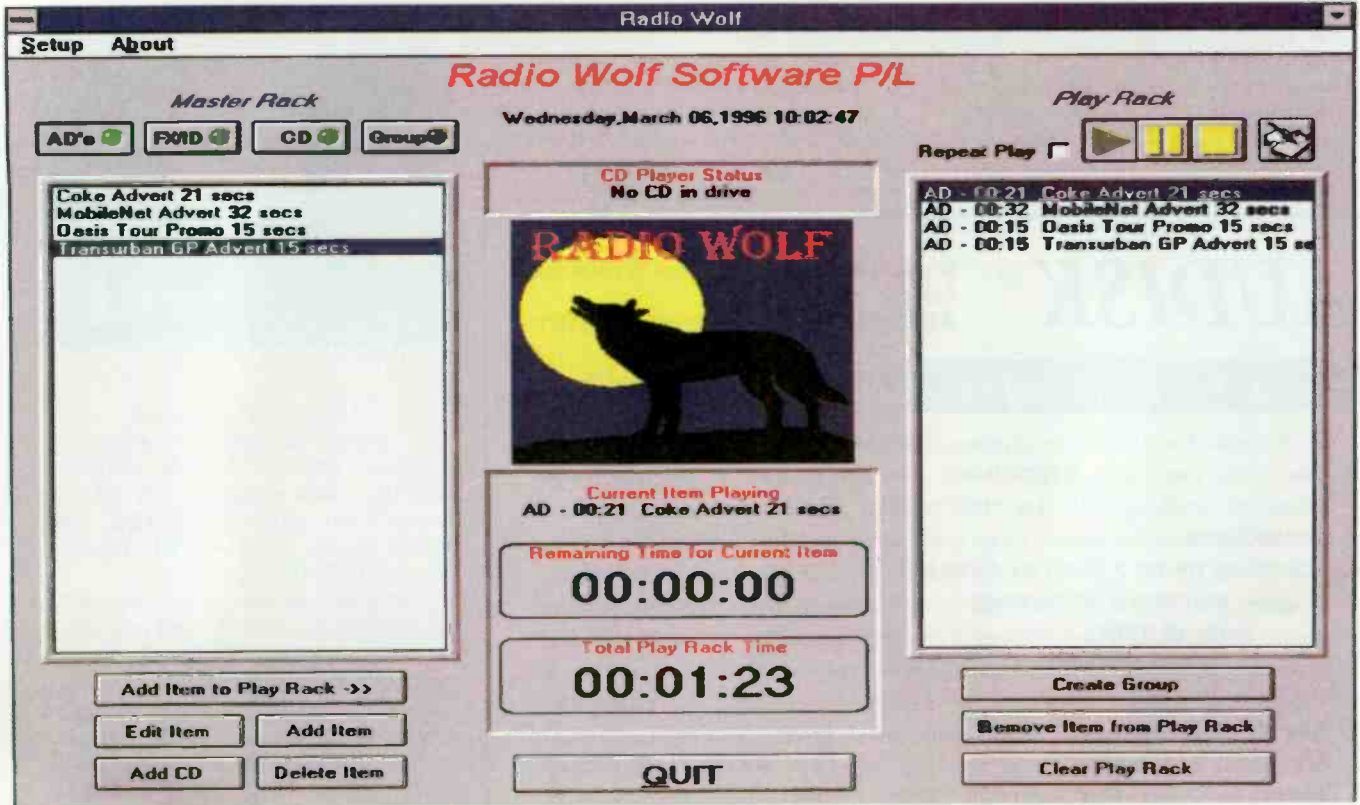 Radio Wolf
Setup About
Radio Wolf Software P/L
Master Rack
AD's FX/ID CD Group
Coke Advert 21 secs
MobileNet Advert 32 secs
Oasis Tour Promo 15 secs
Transurban GP Advert 15 secs
Add Item to Play Rack ->>
Edit Item Add Item
Add CD Delete Item
Wednesday,March 06,1996 10:02:47
CD Player Status
No CD in drive
RADIO WOLF
Current Item Playing
AD - 00:21 Coke Advert 21 secs
Remaining Time for Current Item
00:00:00
Total Play Rack Time
00:01:23
QUIT
Play Rack
Repeat Play
AD - 00:21 Coke Advert 21 secs
AD - 00:32 MobileNet Advert 32 secs
AD - 00:15 Oasis Tour Promo 15 secs
AD - 00:15 Transurban GP Advert 15 se
Create Group
Remove Item from Play Rack
Clear Play Rack